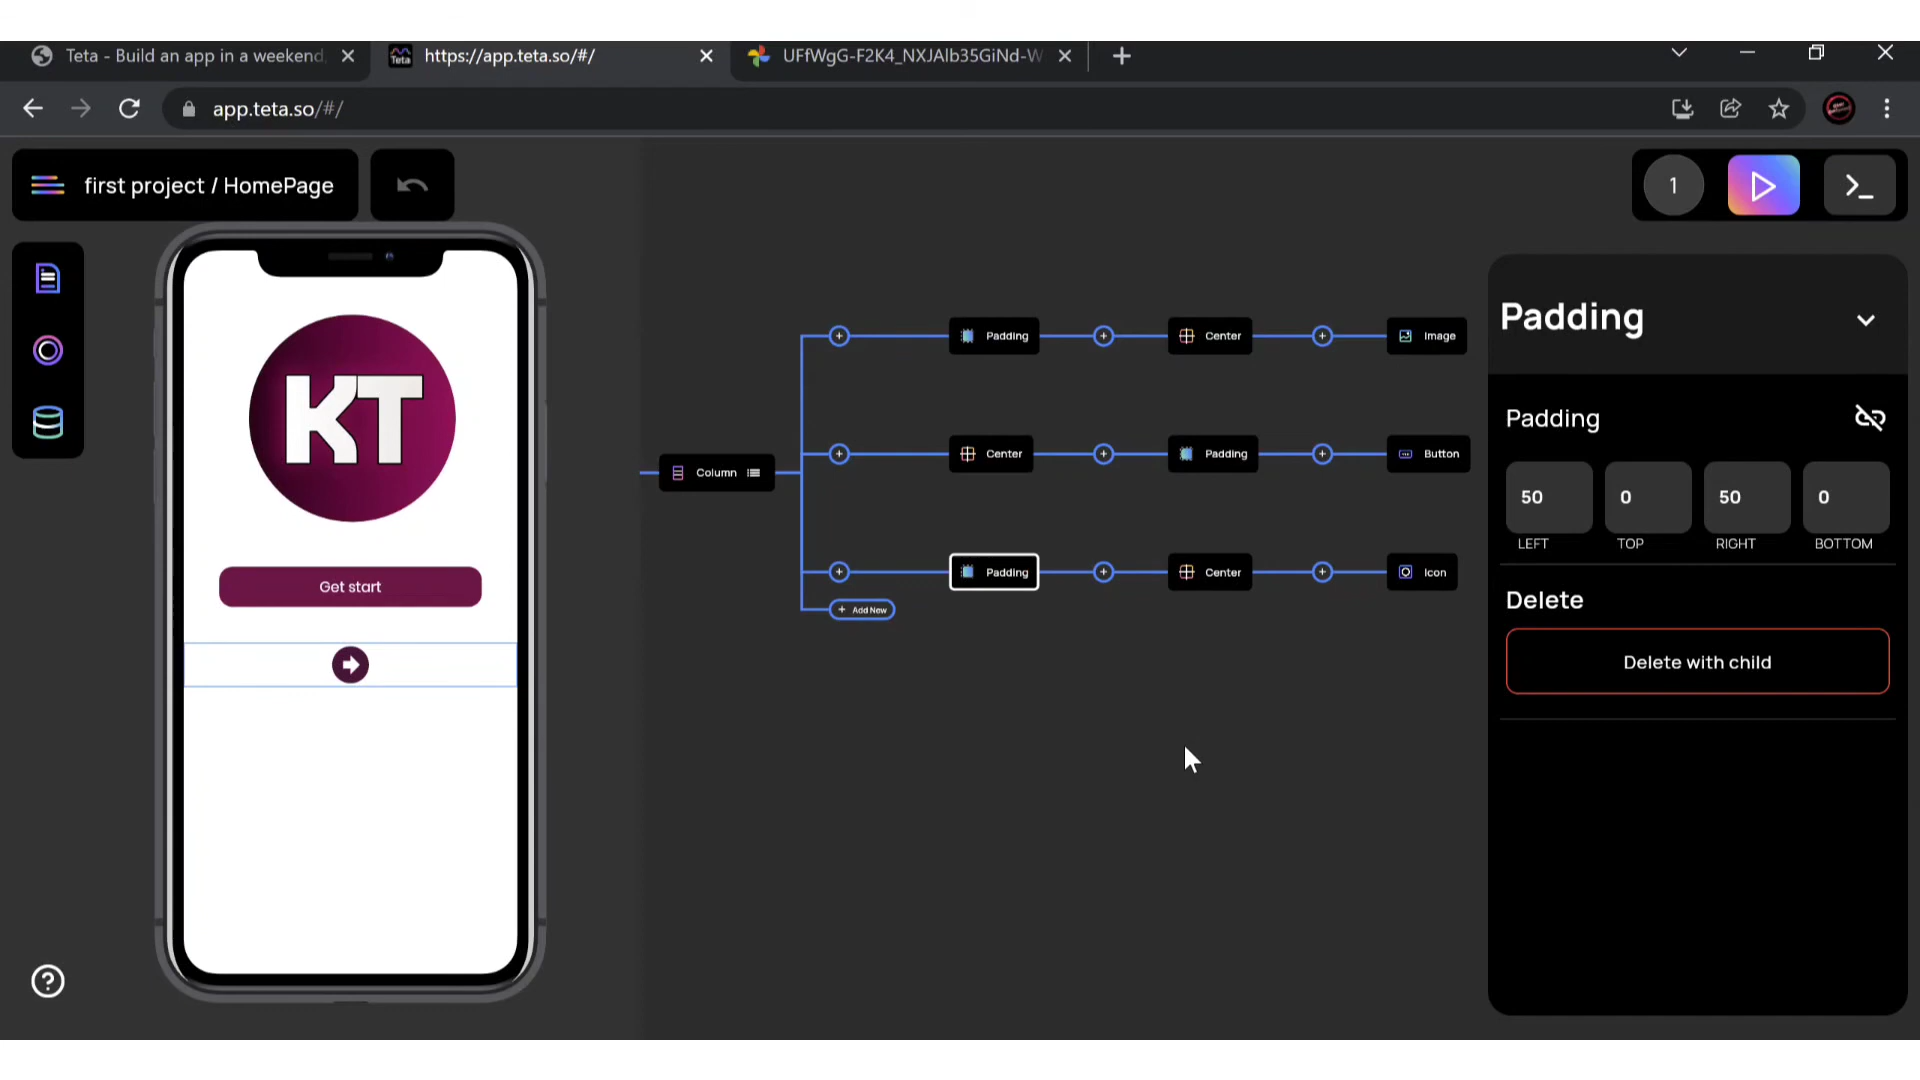 Teta - Build an app in a weekend,
Teta
https://app.teta.so/#/
UFfWgG-F2K4_NXJAlb35GiNd-W
app.teta.so/#/
first project / HomePage
1
KT
Get start
Column
Padding
Center
Image
Center
Padding
Button
Padding
Center
Icon
Add New
Padding
Padding
50
0
50
0
LEFT
TOP
RIGHT
BOTTOM
Delete
Delete with child